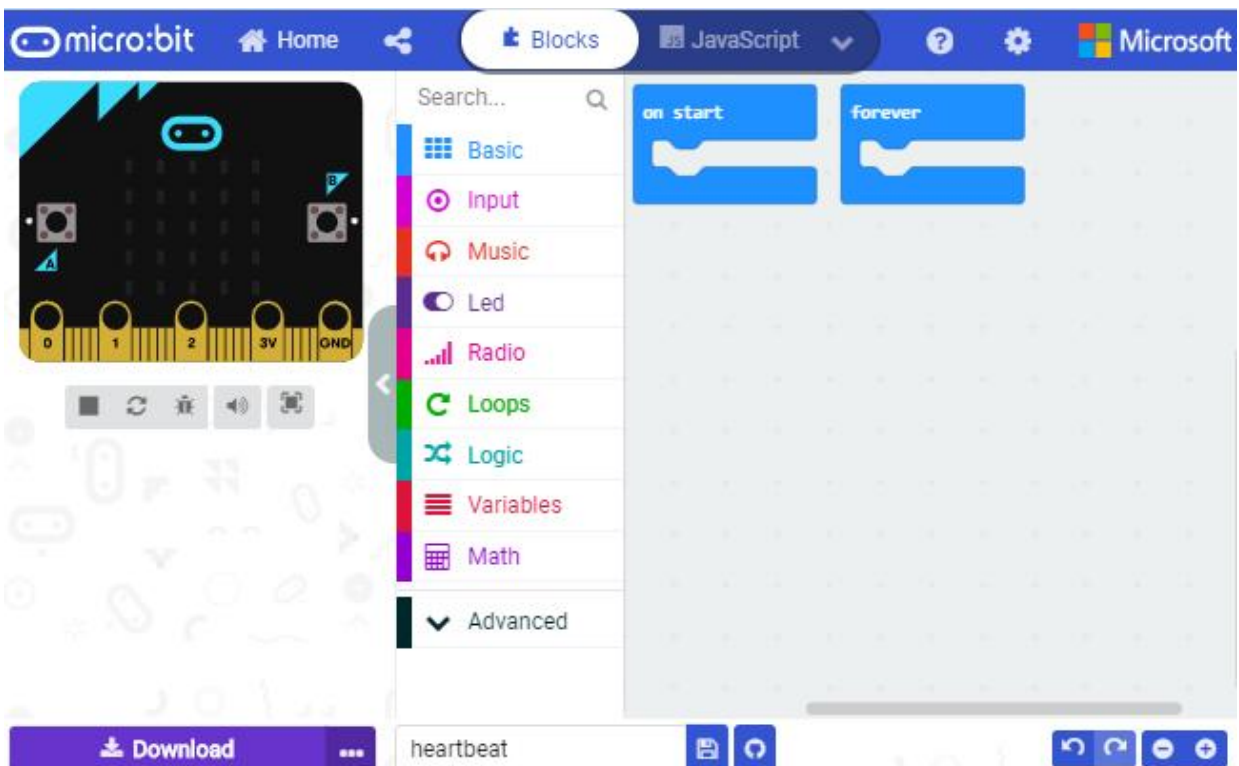 micro:bit Home Blocks JavaScript Microsoft
B
A
0 1 2 3V GND
Search...
Basic
Input
Music
Led
Radio
Loops
Logic
Variables
Math
Advanced
on start
forever
Download ... heartbeat